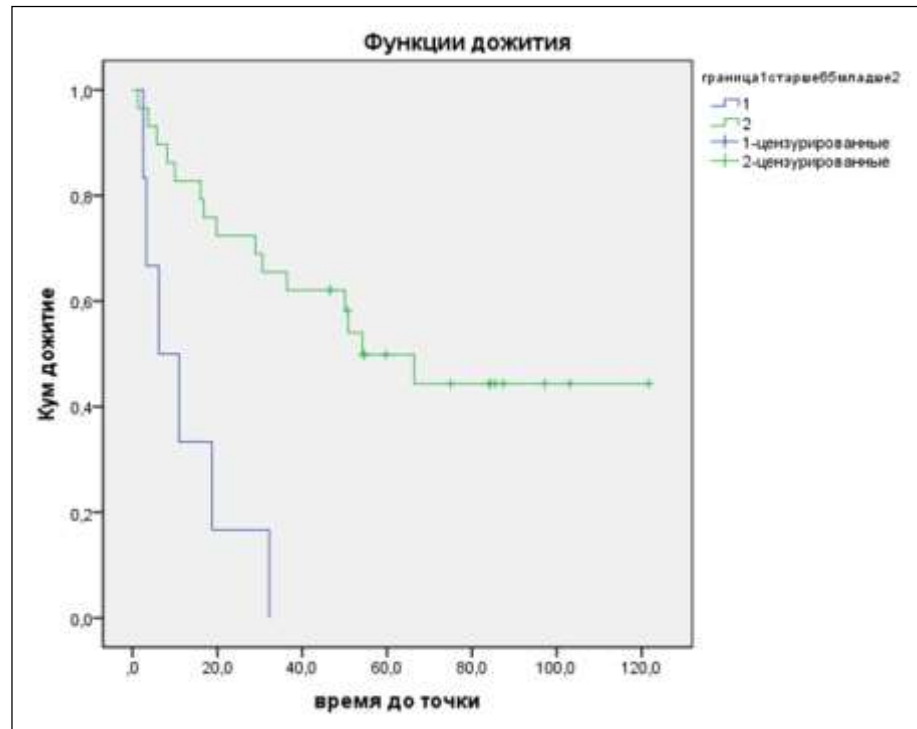 Функции дожития
граница1старше65младше2
1
2
1-цензурированные
2-цензурированные
Кум дожитие
1,0
0,8
0,6
0,4
0,2
0,0
,0 20,0 40,0 60,0 80,0 100,0 120,0
время до точки